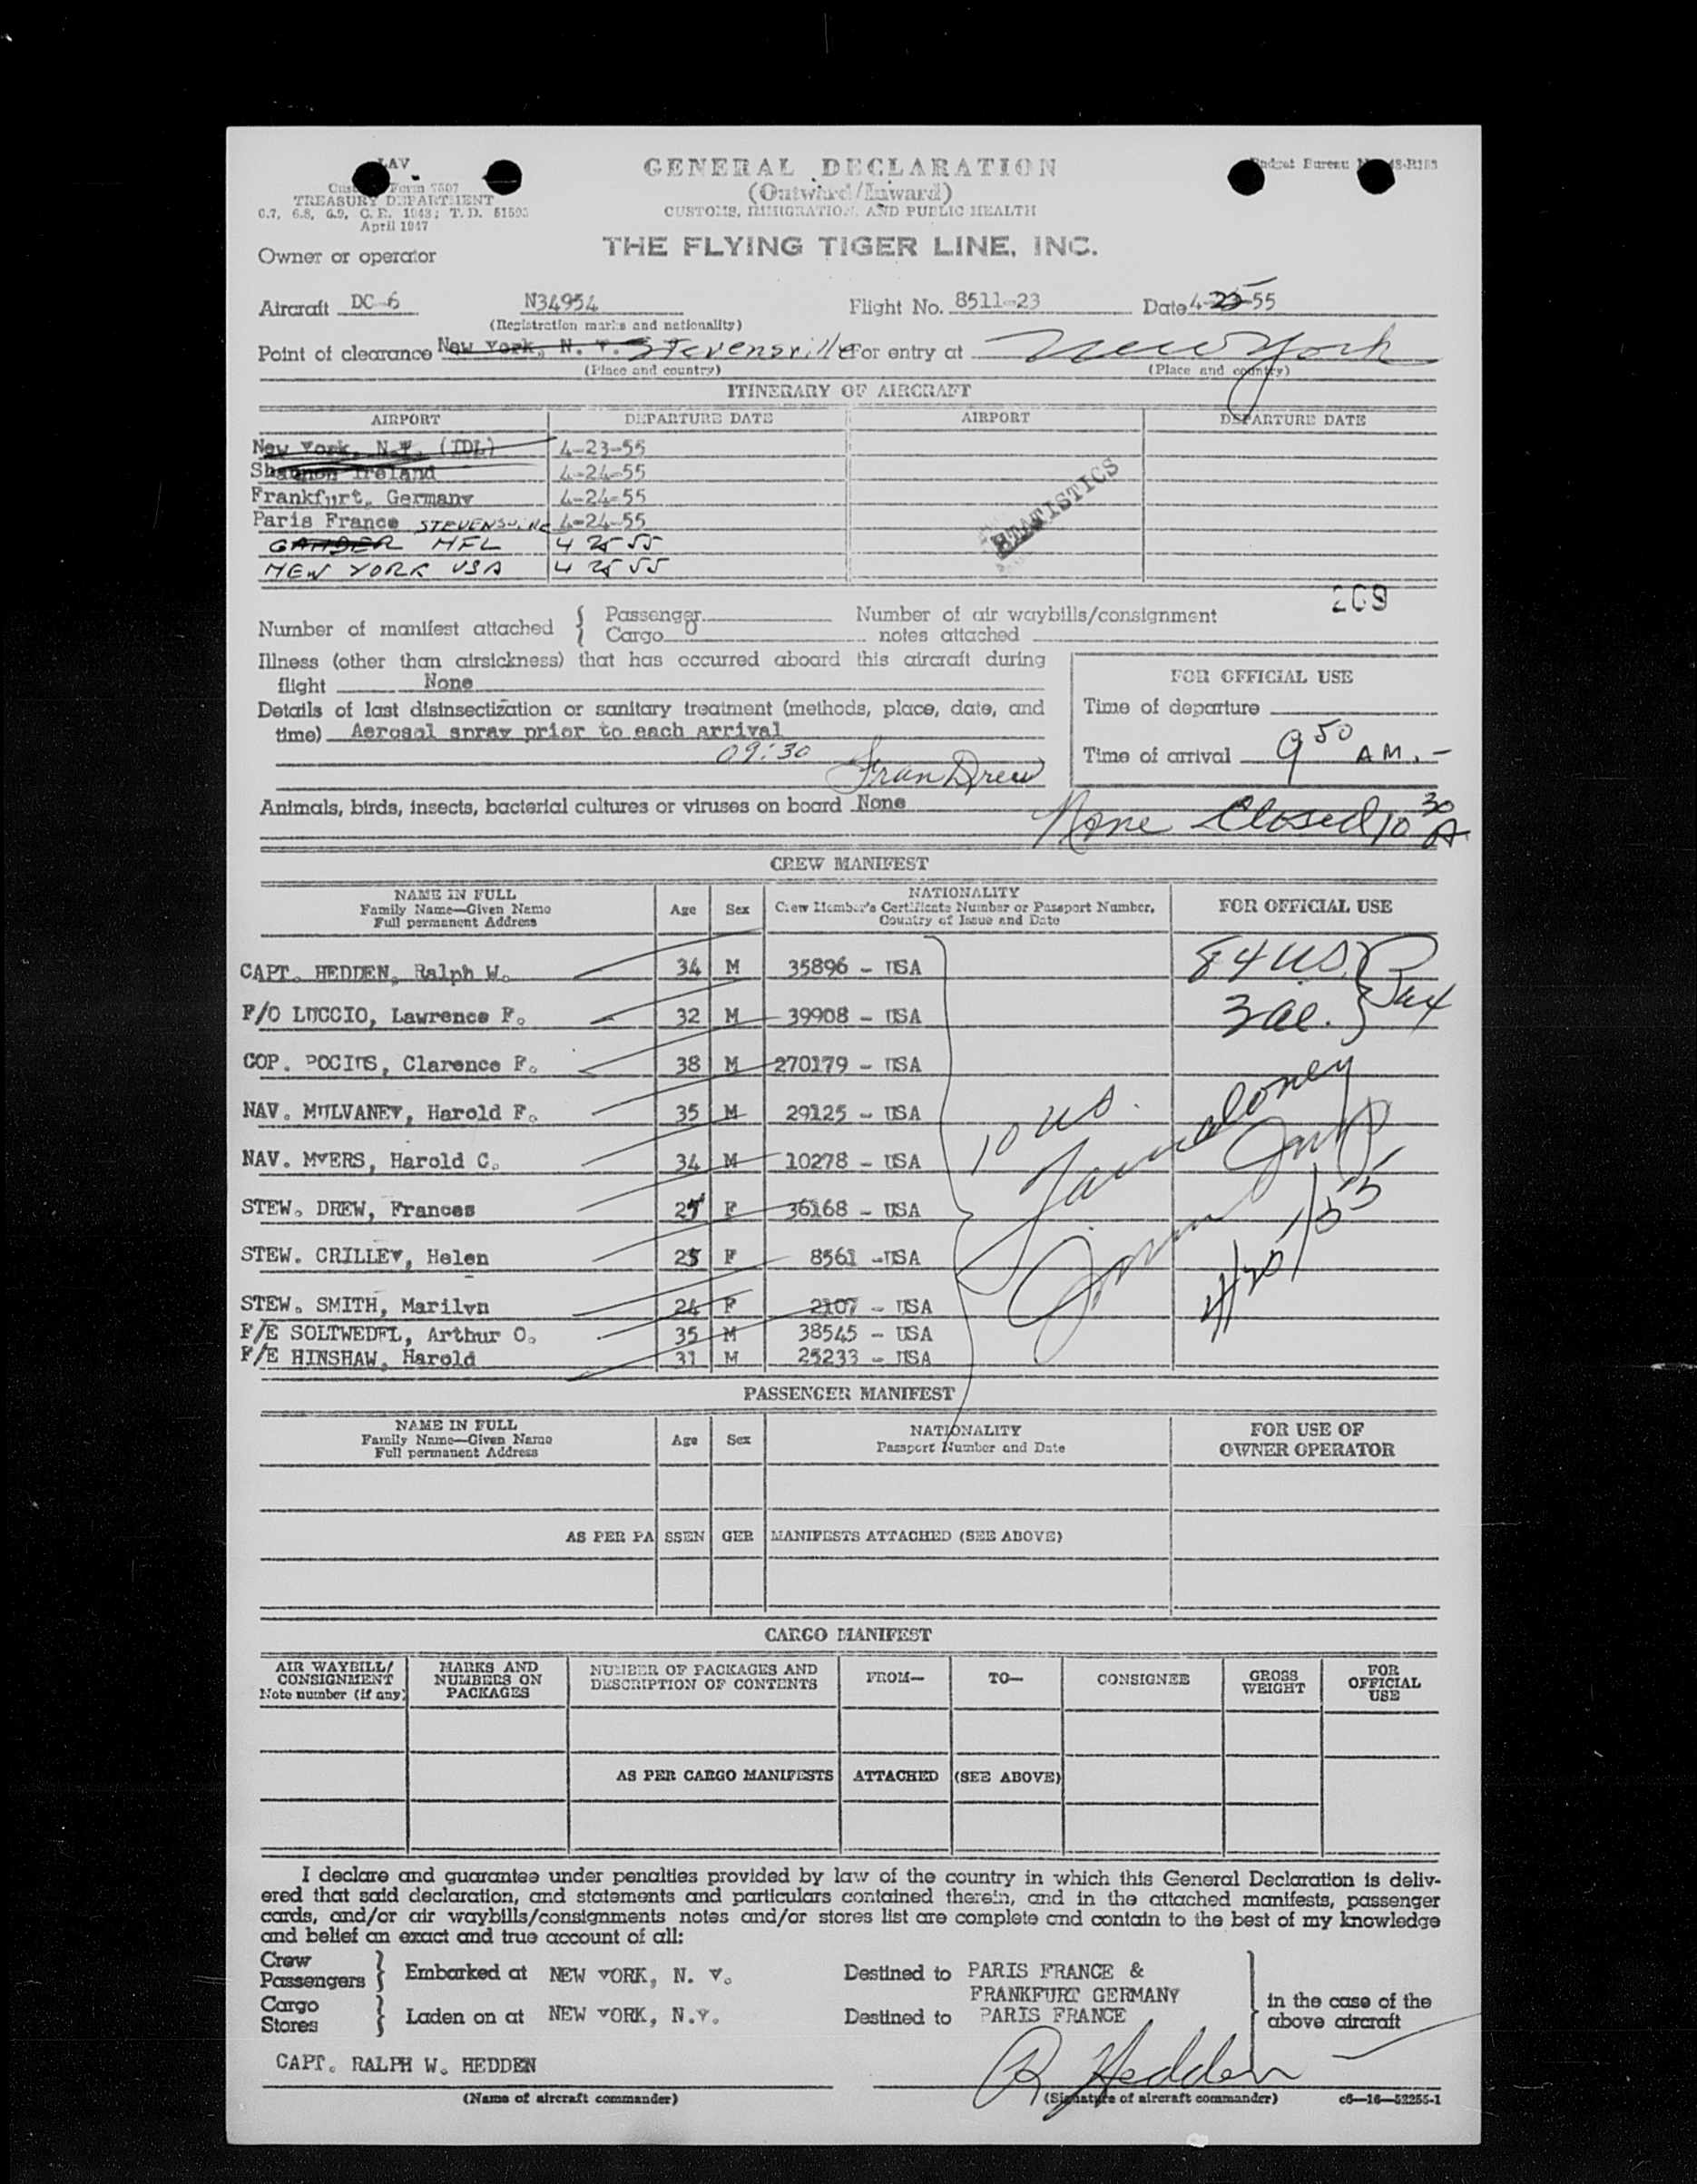 LAV
GENERAL DECLARATION
(Outward/Inward)
CUSTOMS, IMMIGRATION, AND PUBLIC HEALTH
Customs Form 7507
TREASURY DEPARTMENT
6.7, 6.8, 6.9, C. R. 1943; T. D. 51595
April 1947
THE FLYING TIGER LINE, INC.
Owner or operator
Aircraft DC-6 N34954 Flight No. 8511-23 Date 4-25-55
(Registration marks and nationality)
Point of clearance New York, N. Y. Stevensville For entry at New York
(Place and country) (Place and country)
ITINERARY OF AIRCRAFT
AIRPORT DEPARTURE DATE AIRPORT DEPARTURE DATE
New York, N.Y. (IDL) 4-23-55
Shannon Ireland 4-24-55
Frankfurt, Germany 4-24-55
Paris France STEVENSVILLE 4-24-55
GANDER NFL 4 25 55
NEW YORK USA 4 25 55
STATISTICS
209
Number of manifest attached { Passenger Number of air waybills/consignment
Cargo 0 notes attached
Illness (other than airsickness) that has occurred aboard this aircraft during
flight None
Details of last disinsectization or sanitary treatment (methods, place, date, and
time) Aerosol spray prior to each arrival
09:30 Fran Drew
FOR OFFICIAL USE
Time of departure
Time of arrival 9 50 A M. -
Animals, birds, insects, bacterial cultures or viruses on board None
None Closed 10 30 A
CREW MANIFEST
NAME IN FULL
Family Name—Given Name
Full permanent Address
Age Sex
NATIONALITY
Crew Member's Certificate Number or Passport Number,
Country of Issue and Date
FOR OFFICIAL USE
CAPT. HEDDEN, Ralph W. 34 M 35896 - USA
F/O LUCCIO, Lawrence F. 32 M 39908 - USA
COP. POCIUS, Clarence F. 38 M 270179 - USA
NAV. MULVANEY, Harold F. 35 M 29125 - USA
NAV. MYERS, Harold C. 34 M 10278 - USA
STEW. DREW, Frances F 36168 - USA
STEW. CRILLEY, Helen 25 F 8561 -USA
STEW. SMITH, Marilyn 24 F 2107 - USA
F/E SOLTWEDEL, Arthur O. 35 M 38545 - USA
F/E HINSHAW, Harold 31 M 25233 - USA
84 US.
3 al. } Pax
10 US.
PASSENGER MANIFEST
NAME IN FULL
Family Name—Given Name
Full permanent Address
Age Sex
NATIONALITY
Passport Number and Date
FOR USE OF
OWNER OPERATOR
AS PER PASSENGER MANIFESTS ATTACHED (SEE ABOVE)
CARGO MANIFEST
AIR WAYBILL/
CONSIGNMENT
Note number (if any)
MARKS AND
NUMBERS ON
PACKAGES
NUMBER OF PACKAGES AND
DESCRIPTION OF CONTENTS
FROM— TO— CONSIGNEE
GROSS
WEIGHT
FOR
OFFICIAL
USE
AS PER CARGO MANIFESTS ATTACHED (SEE ABOVE)
I declare and guarantee under penalties provided by law of the country in which this General Declaration is deliv-
ered that said declaration, and statements and particulars contained therein, and in the attached manifests, passenger
cards, and/or air waybills/consignments notes and/or stores list are complete and contain to the best of my knowledge
and belief an exact and true account of all:
Crew
Passengers } Embarked at NEW YORK, N. Y. Destined to PARIS FRANCE &
FRANKFURT GERMANY
Cargo
Stores } Laden on at NEW YORK, N.Y. Destined to PARIS FRANCE
in the case of the
above aircraft
CAPT. RALPH W. HEDDEN R Hedden
(Name of aircraft commander) (Signature of aircraft commander) c6—16—52255-1